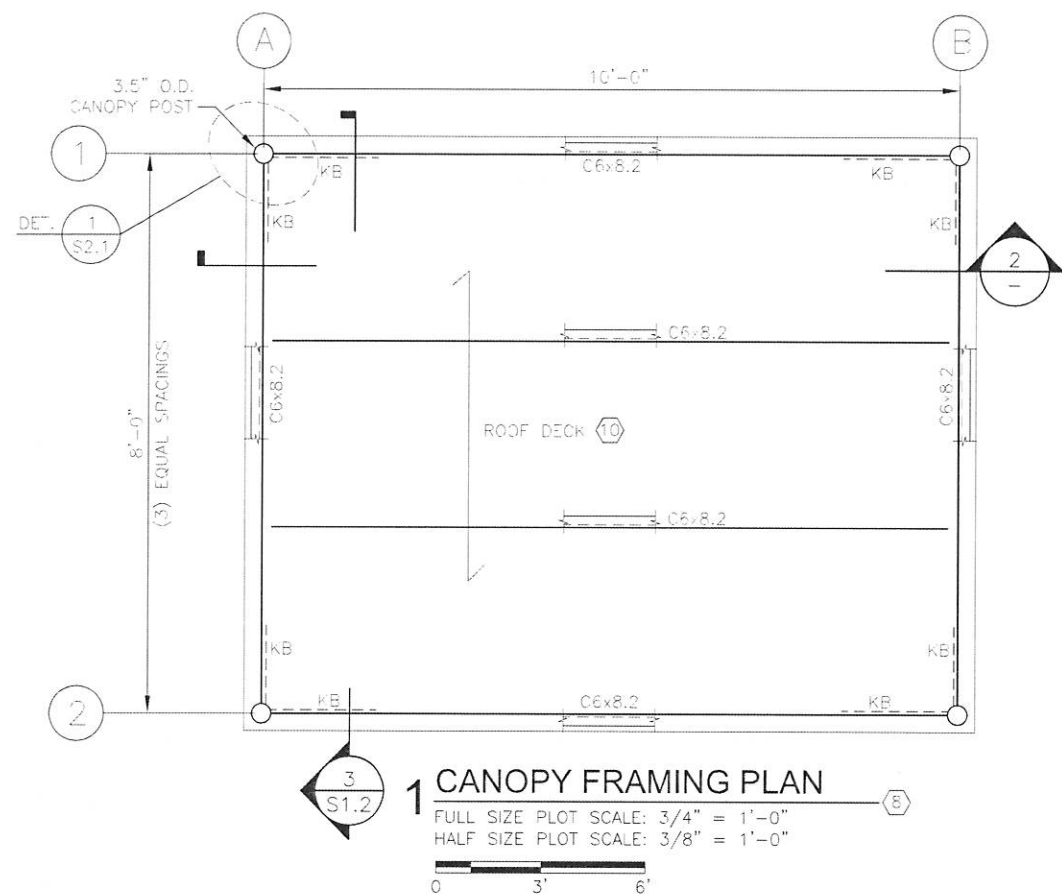 A
B
10'-0"
3.5" O.D.
CANOPY POST
1
C6x8.2
KB
KB
KB
KB
DET.
1
S2.1
2
–
C6x8.2
8'-0"
(3) EQUAL SPACINGS
C6x8.2
C6x8.2
ROOF DECK 10
C6x8.2
KB
KB
KB
KB
C6x8.2
2
3
S1.2
1 CANOPY FRAMING PLAN
8
FULL SIZE PLOT SCALE: 3/4" = 1'-0"
HALF SIZE PLOT SCALE: 3/8" = 1'-0"
0 3' 6'